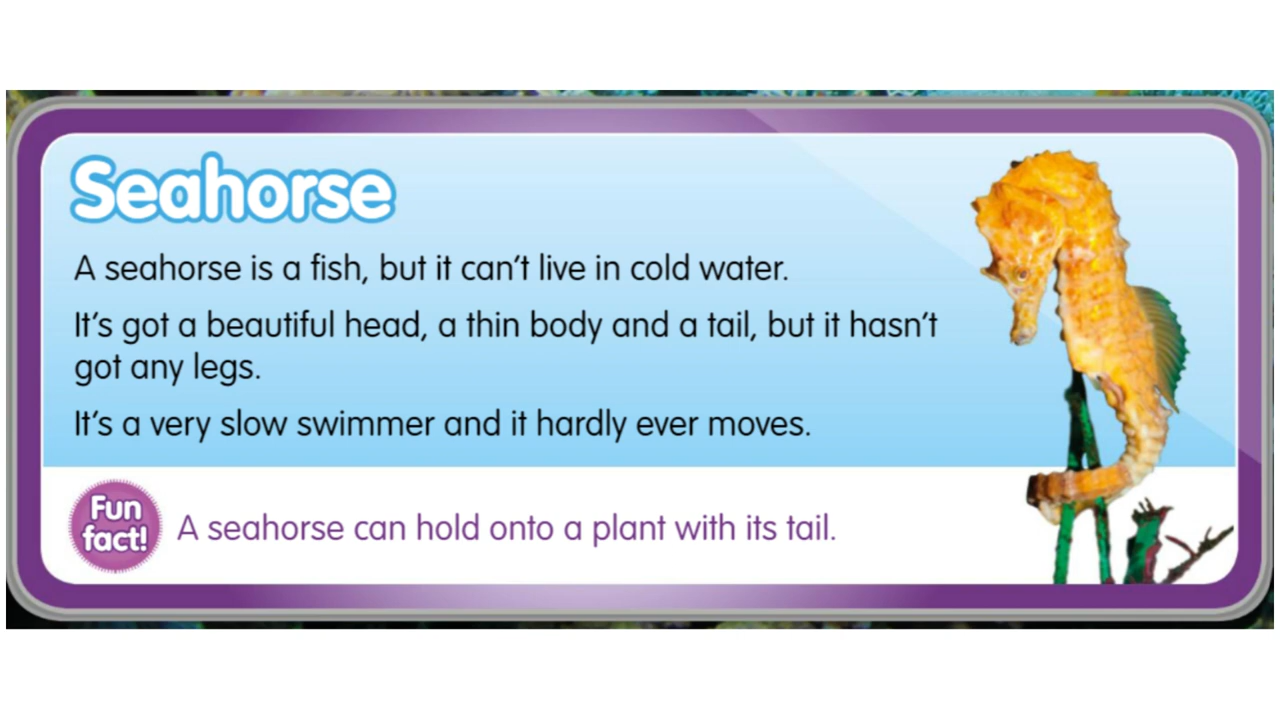 Seahorse
A seahorse is a fish, but it can't live in cold water.
It's got a beautiful head, a thin body and a tail, but it hasn't
got any legs.
It's a very slow swimmer and it hardly ever moves.
Fun
fact!
A seahorse can hold onto a plant with its tail.